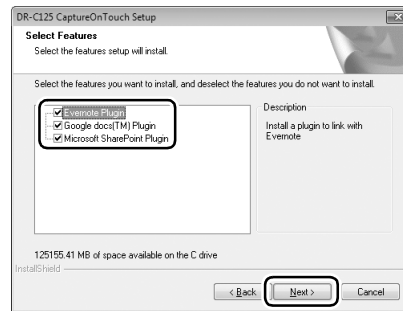 DR-C125 CaptureOnTouch Setup
Select Features
Select the features setup will install.
Select the features you want to install, and deselect the features you do not want to install.
Evernote Plugin
Google docs(TM) Plugin
Microsoft SharePoint Plugin
Description
Install a plugin to link with
Evernote
125155.41 MB of space available on the C drive
InstallShield
< Back
Next >
Cancel